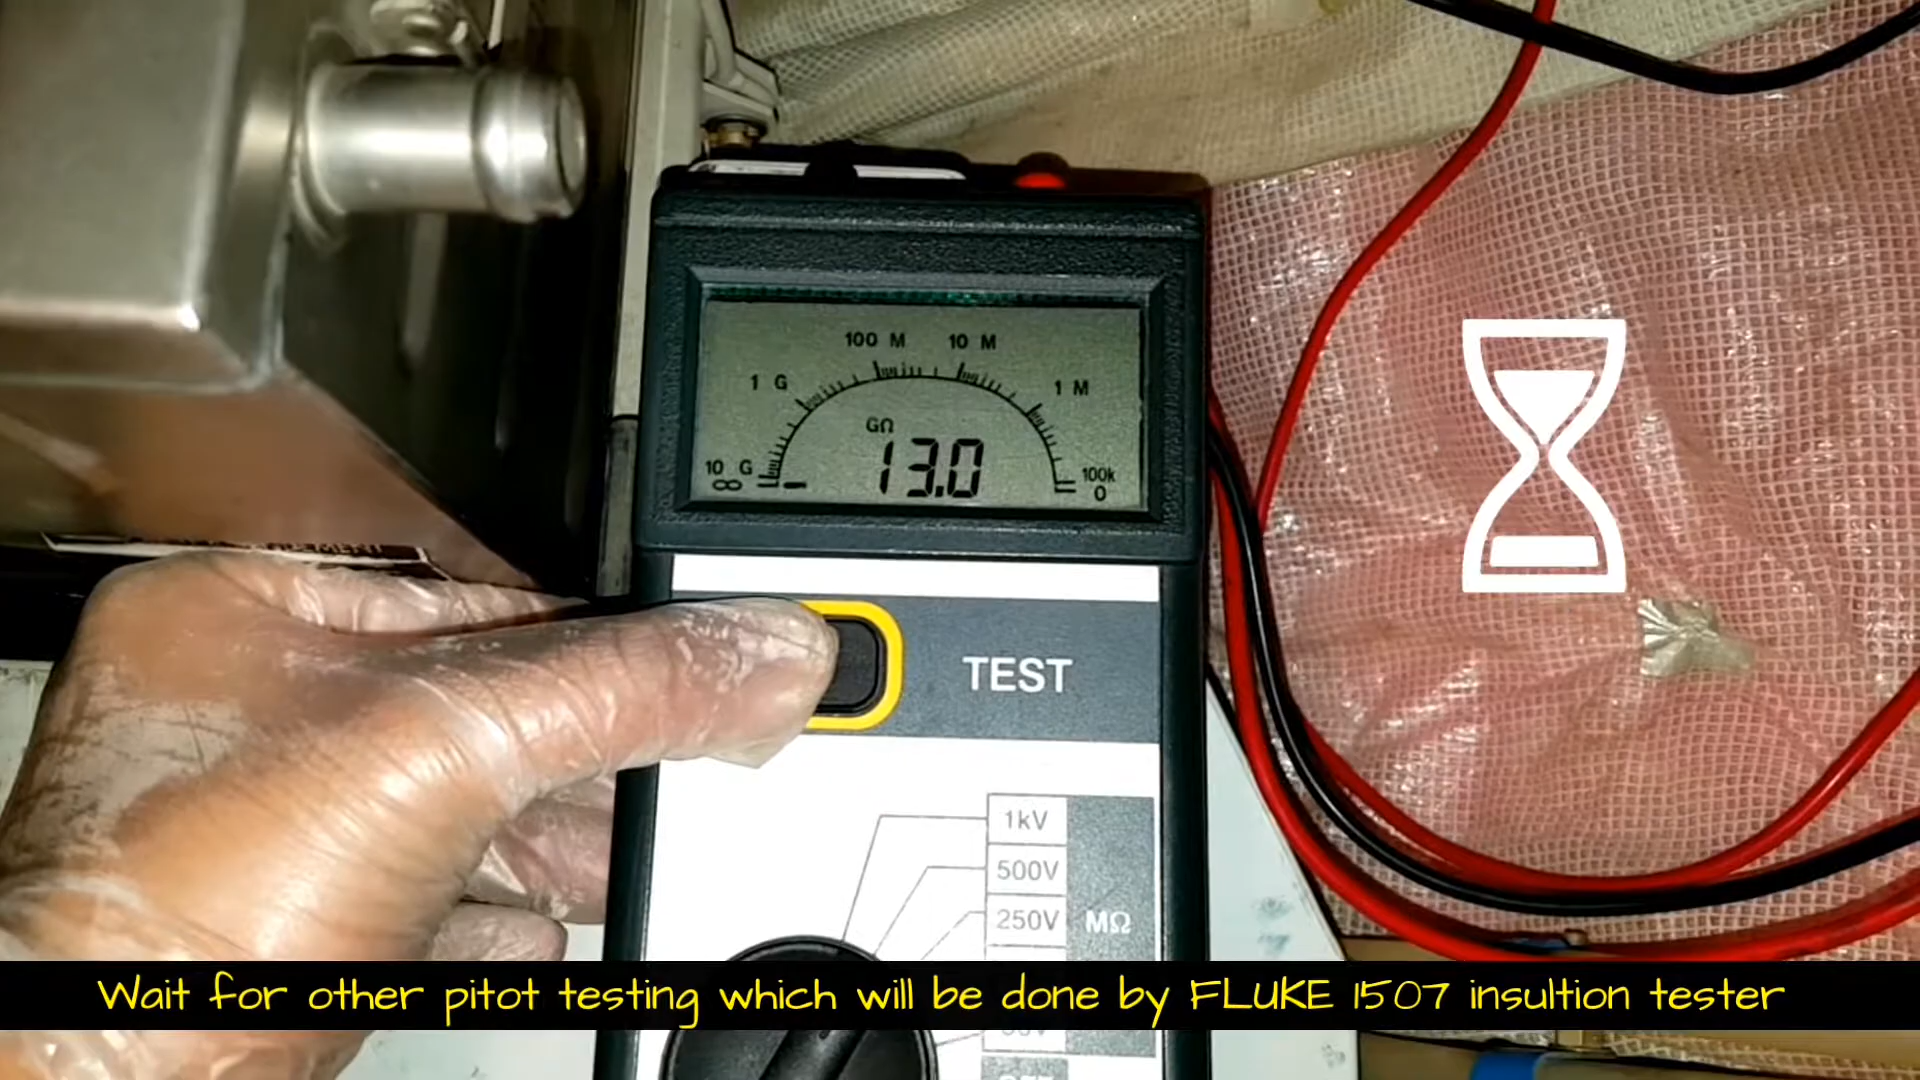 100 M 10 M
1 G 1 M
GΩ
13.0
10 G 100k
∞ 0
TEST
1kV
500V
250V MΩ
Wait for other pitot testing which will be done by FLUKE 1507 insultion tester